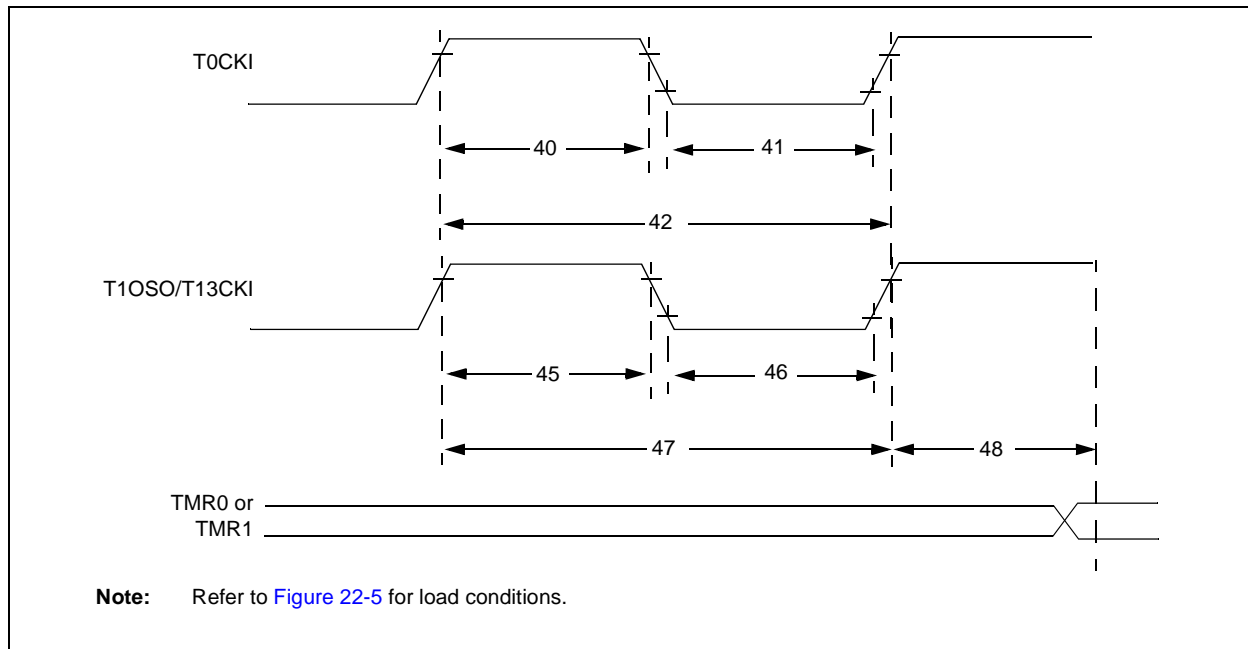 T0CKI
40
41
42
T1OSO/T13CKI
45
46
47
48
TMR0 or
TMR1
Note: Refer to Figure 22-5 for load conditions.